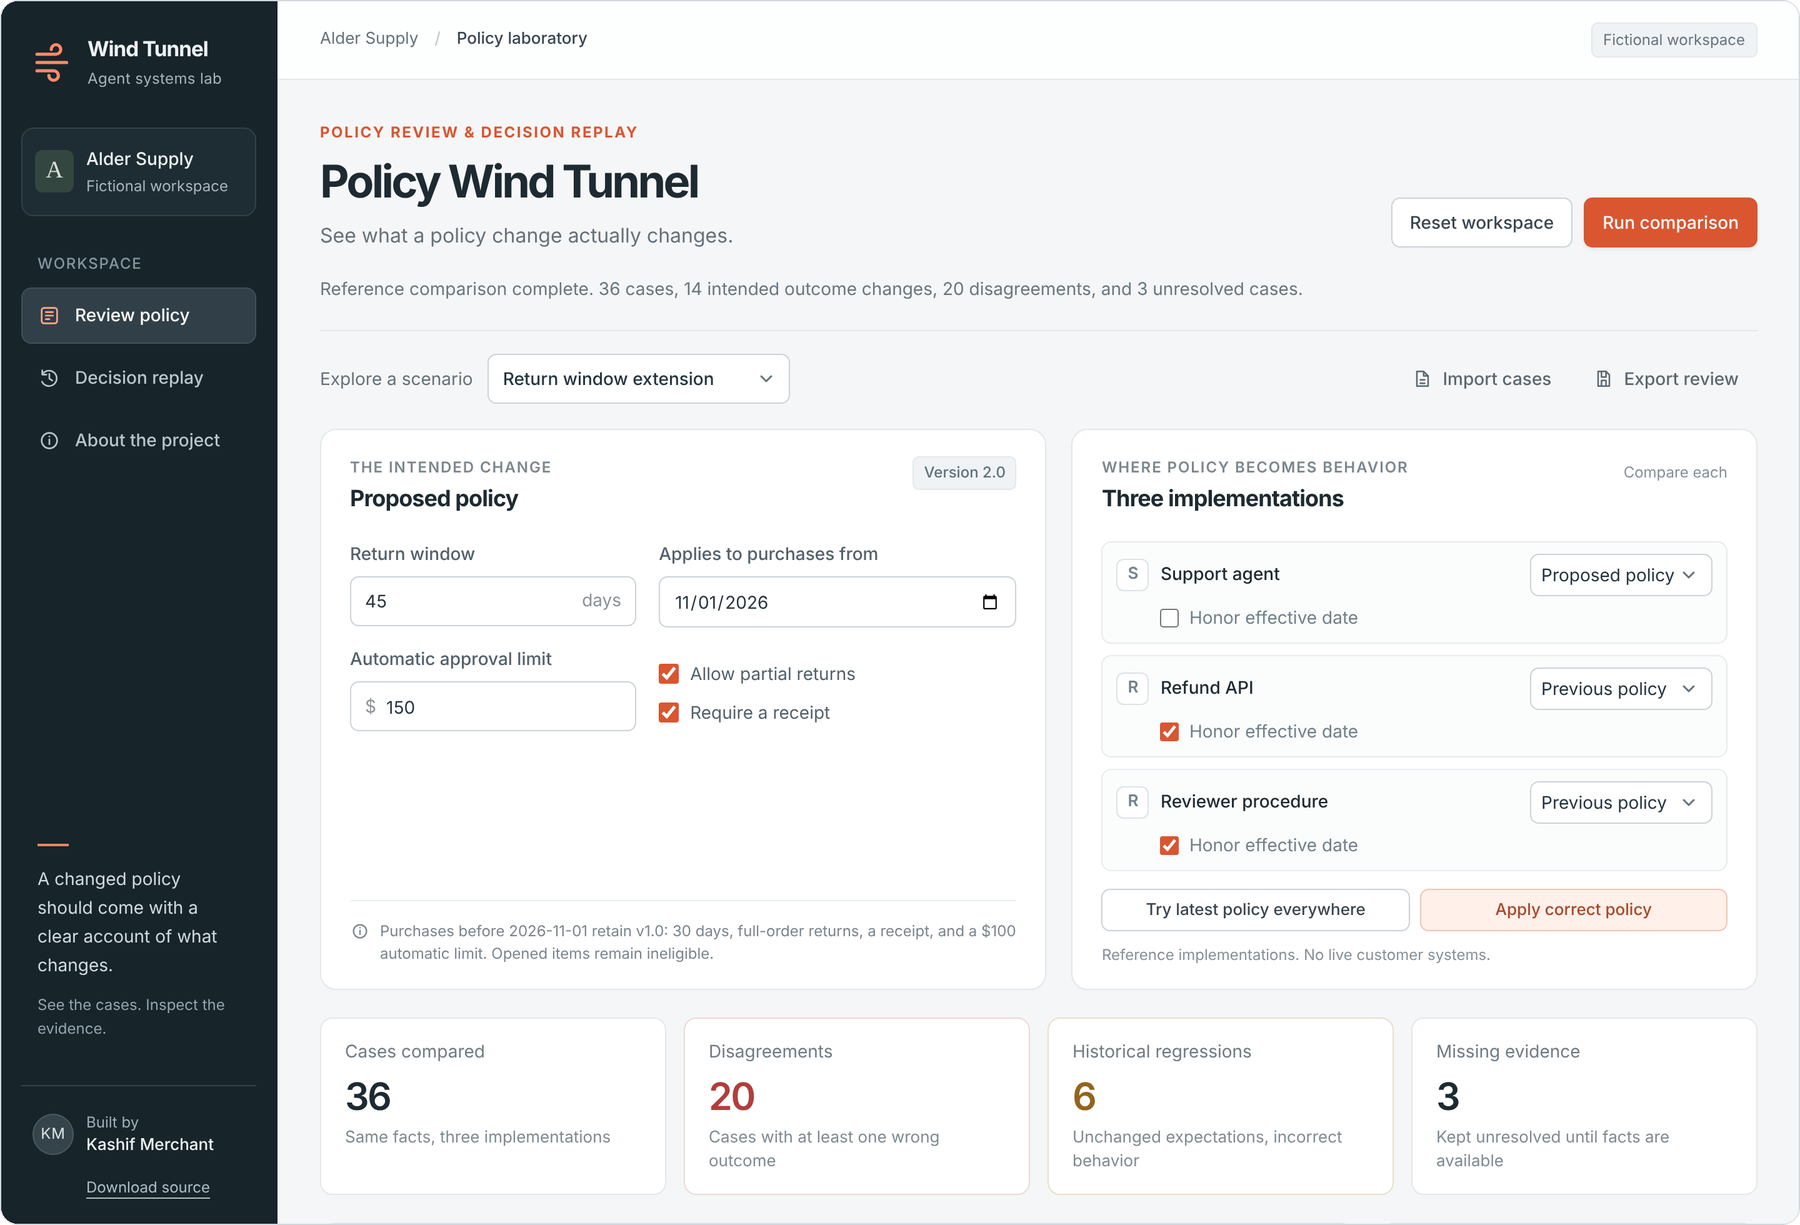 Wind Tunnel
Agent systems lab
A
Alder Supply
Fictional workspace
WORKSPACE
Review policy
Decision replay
About the project
A changed policy
should come with a
clear account of what
changes.
See the cases. Inspect the
evidence.
KM
Built by
Kashif Merchant
Download source
Alder Supply / Policy laboratory
Fictional workspace
POLICY REVIEW & DECISION REPLAY
Policy Wind Tunnel
See what a policy change actually changes.
Reset workspace
Run comparison
Reference comparison complete. 36 cases, 14 intended outcome changes, 20 disagreements, and 3 unresolved cases.
Explore a scenario
Return window extension
Import cases
Export review
THE INTENDED CHANGE
Proposed policy
Version 2.0
Return window
45 days
Applies to purchases from
11/01/2026
Automatic approval limit
$ 150
Allow partial returns
Require a receipt
Purchases before 2026-11-01 retain v1.0: 30 days, full-order returns, a receipt, and a $100
automatic limit. Opened items remain ineligible.
WHERE POLICY BECOMES BEHAVIOR
Three implementations
Compare each
S
Support agent
Proposed policy
Honor effective date
R
Refund API
Previous policy
Honor effective date
R
Reviewer procedure
Previous policy
Honor effective date
Try latest policy everywhere
Apply correct policy
Reference implementations. No live customer systems.
Cases compared
36
Same facts, three implementations
Disagreements
20
Cases with at least one wrong
outcome
Historical regressions
6
Unchanged expectations, incorrect
behavior
Missing evidence
3
Kept unresolved until facts are
available